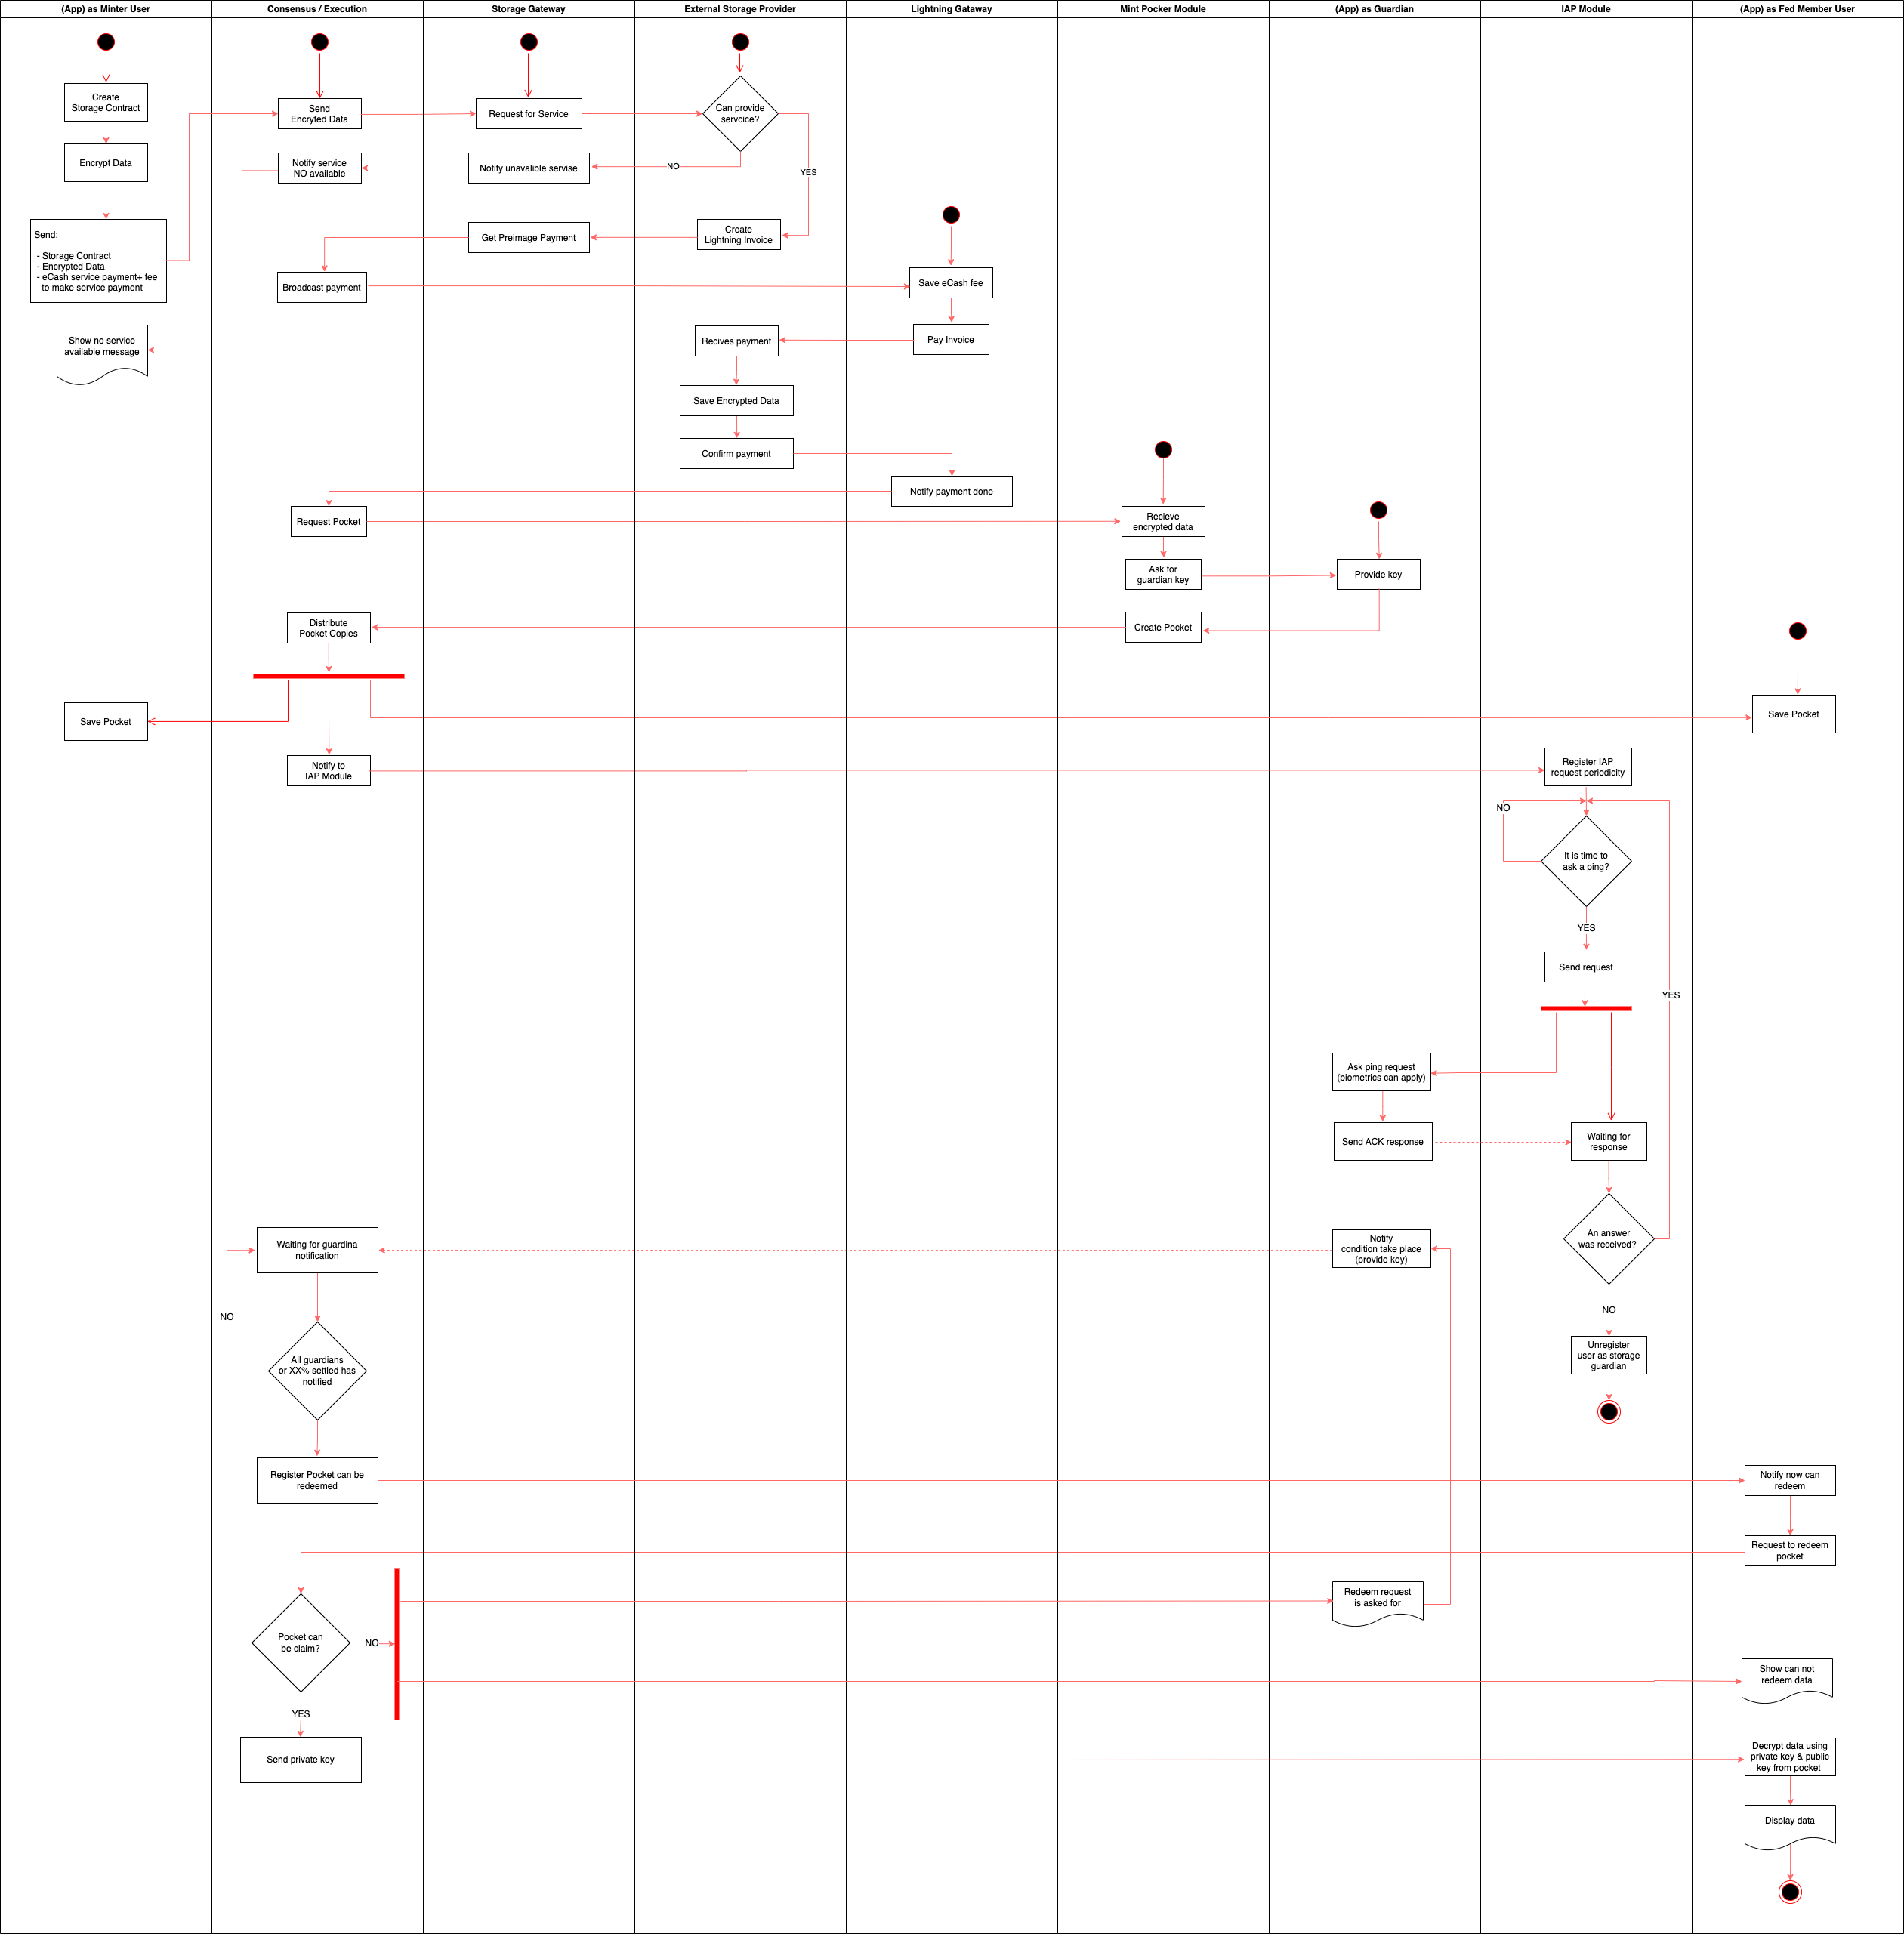 (App) as Minter User
Consensus / Execution
Storage Gateway
External Storage Provider
Lightning Gataway
Mint Pocker Module
(App) as Guardian
IAP Module
(App) as Fed Member User
Create
Storage Contract
Send
Encryted Data
Request for Service
Can provide
servcice?
Encrypt Data
Notify service
NO available
Notify unavalible servise
NO
YES
Send:
- Storage Contract
- Encrypted Data
- eCash service payment+ fee
to make service payment
Get Preimage Payment
Create
Lightning Invoice
Broadcast payment
Save eCash fee
Show no service
available message
Recives payment
Pay Invoice
Save Encrypted Data
Confirm payment
Notify payment done
Request Pocket
Recieve
encrypted data
Ask for
guardian key
Provide key
Distribute
Pocket Copies
Create Pocket
Save Pocket
Save Pocket
Notify to
IAP Module
Register IAP
request periodicity
NO
It is time to
ask a ping?
YES
Send request
YES
Ask ping request
(biometrics can apply)
Send ACK response
Waiting for
response
Waiting for guardina
notification
Notify
condition take place
(provide key)
An answer
was received?
NO
NO
All guardians
or XX% settled has
notified
Unregister
user as storage
guardian
Register Pocket can be
redeemed
Notify now can
redeem
Request to redeem
pocket
Redeem request
is asked for
Pocket can
be claim?
NO
Show can not
redeem data
YES
Send private key
Decrypt data using
private key & public
key from pocket
Display data